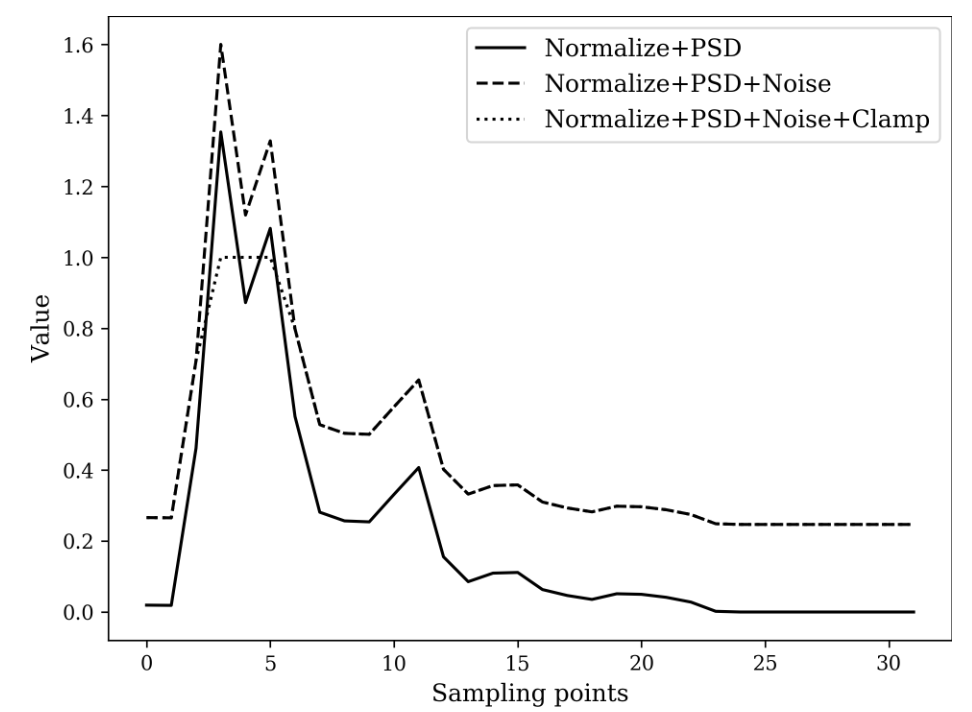 Normalize+PSD
Normalize+PSD+Noise
Normalize+PSD+Noise+Clamp
1.6
1.4
1.2
1.0
0.8
0.6
0.4
0.2
0.0
Value
0 5 10 15 20 25 30
Sampling points